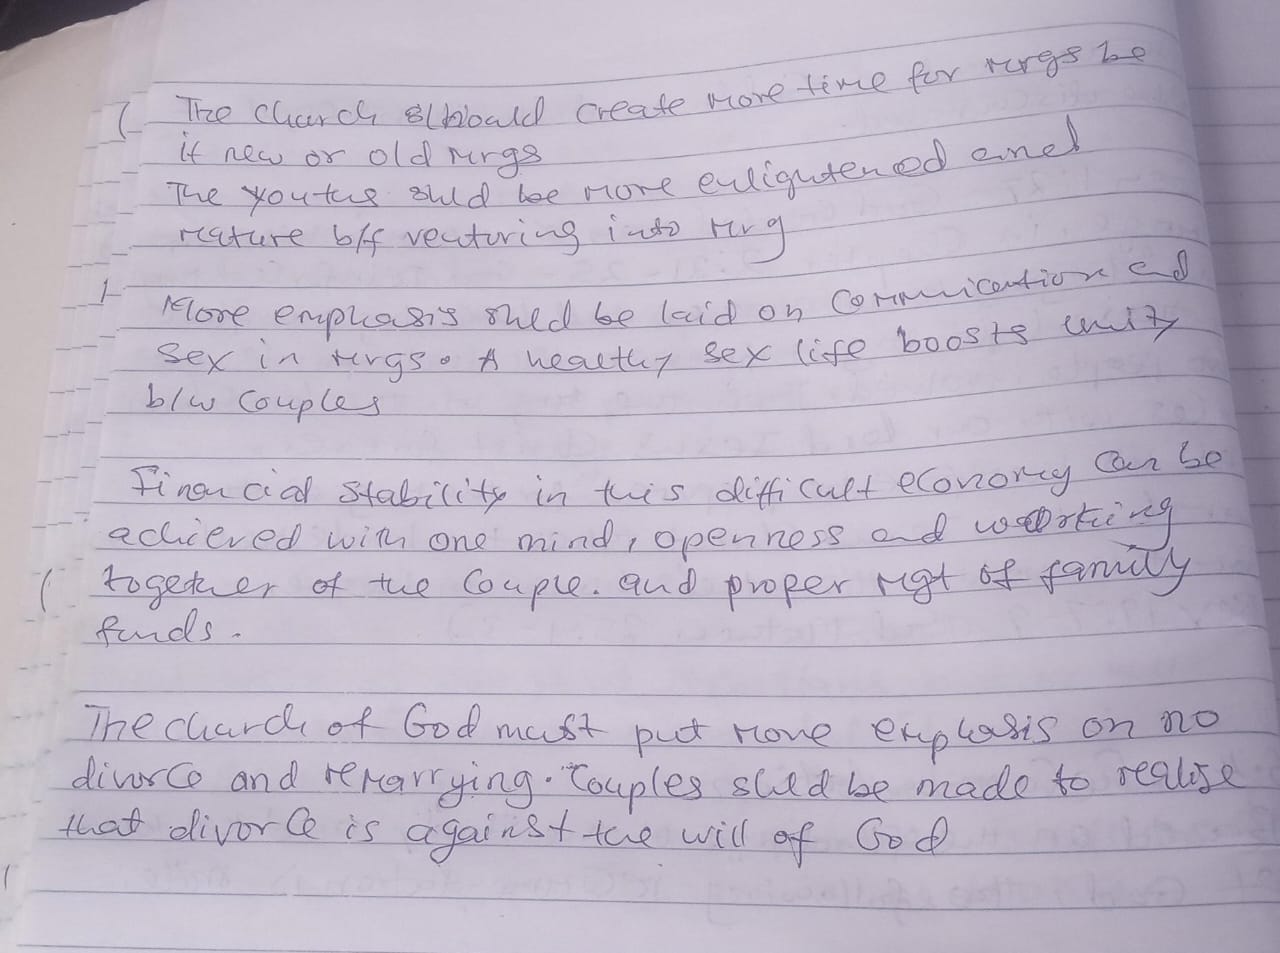 The church should create more time for mrgs be
it new or old mrgs
The youths shld be more enlightened and
mature b/f venturing into mrg
More emphasis shld be laid on Communication ad
sex in mrgs. A healthy sex life boosts unity
b/w couples
Financial stability in this difficult economy can be
achieved with one mind, openness and working
together of the couple. and proper mgt of family
funds.
The church of God must put more emphasis on no
divorce and remarrying. Couples shld be made to realise
that divorce is against the will of God